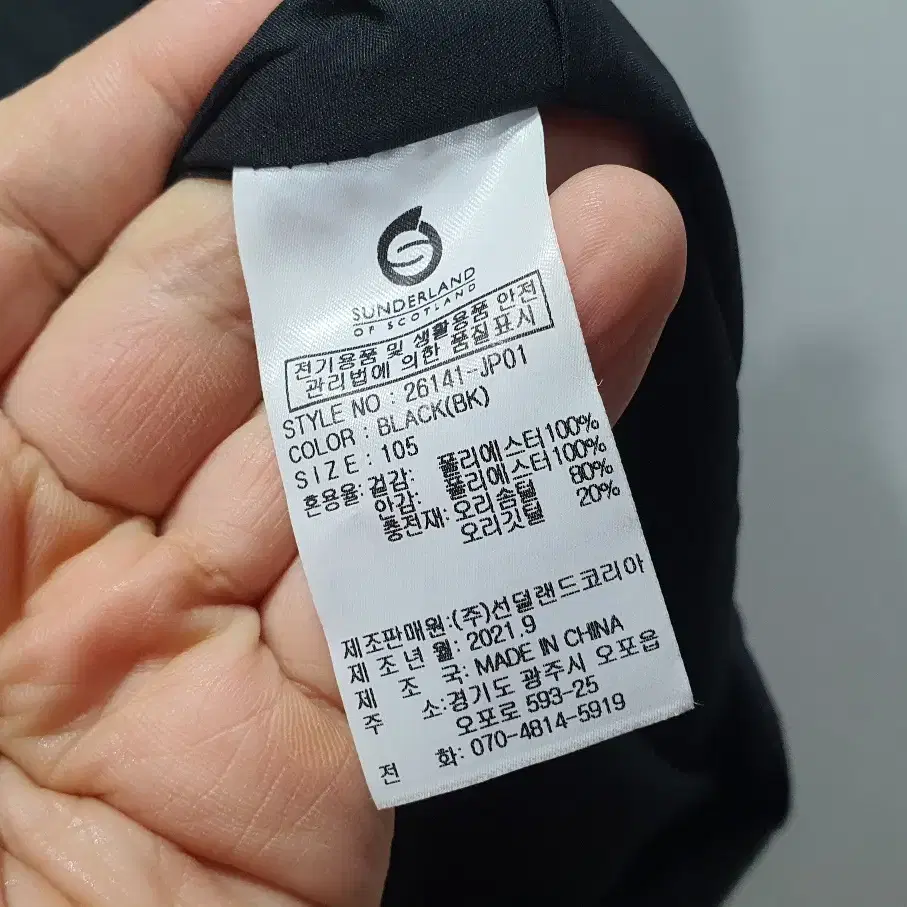 SUNDERLAND
OF SCOTLAND
전기용품 및 생활용품 안전
관리법에 의한 품질표시
STYLE NO : 26141-JP01
COLOR : BLACK(BK)
SIZE : 105
혼용율: 겉감: 폴리에스터100%
안감: 폴리에스터100%
충전재: 오리솜털 80%
오리깃털 20%
제조판매원:(주)선덜랜드코리아
제 조 년 월: 2021.9
제 조 국: MADE IN CHINA
주 소:경기도 광주시 오포읍
오포로 593-25
전 화: 070-4814-5919